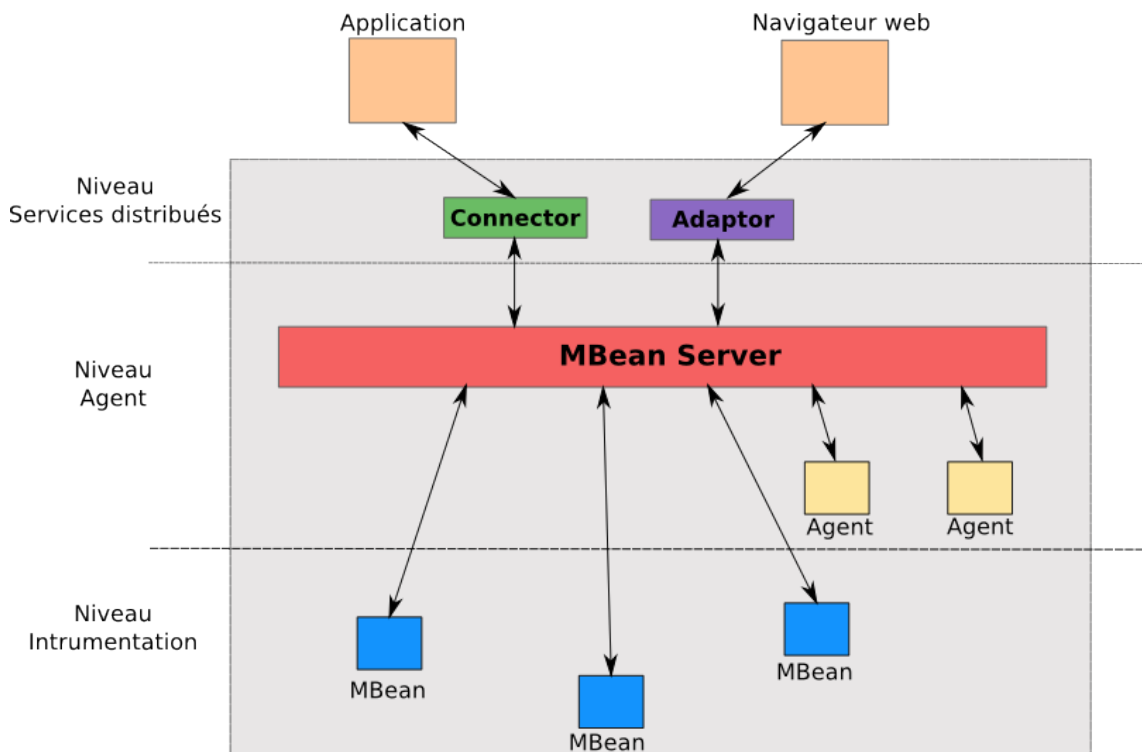 Application
Navigateur web
Niveau
Services distribués
Connector
Adaptor
MBean Server
Niveau
Agent
Agent
Agent
Niveau
Intrumentation
MBean
MBean
MBean